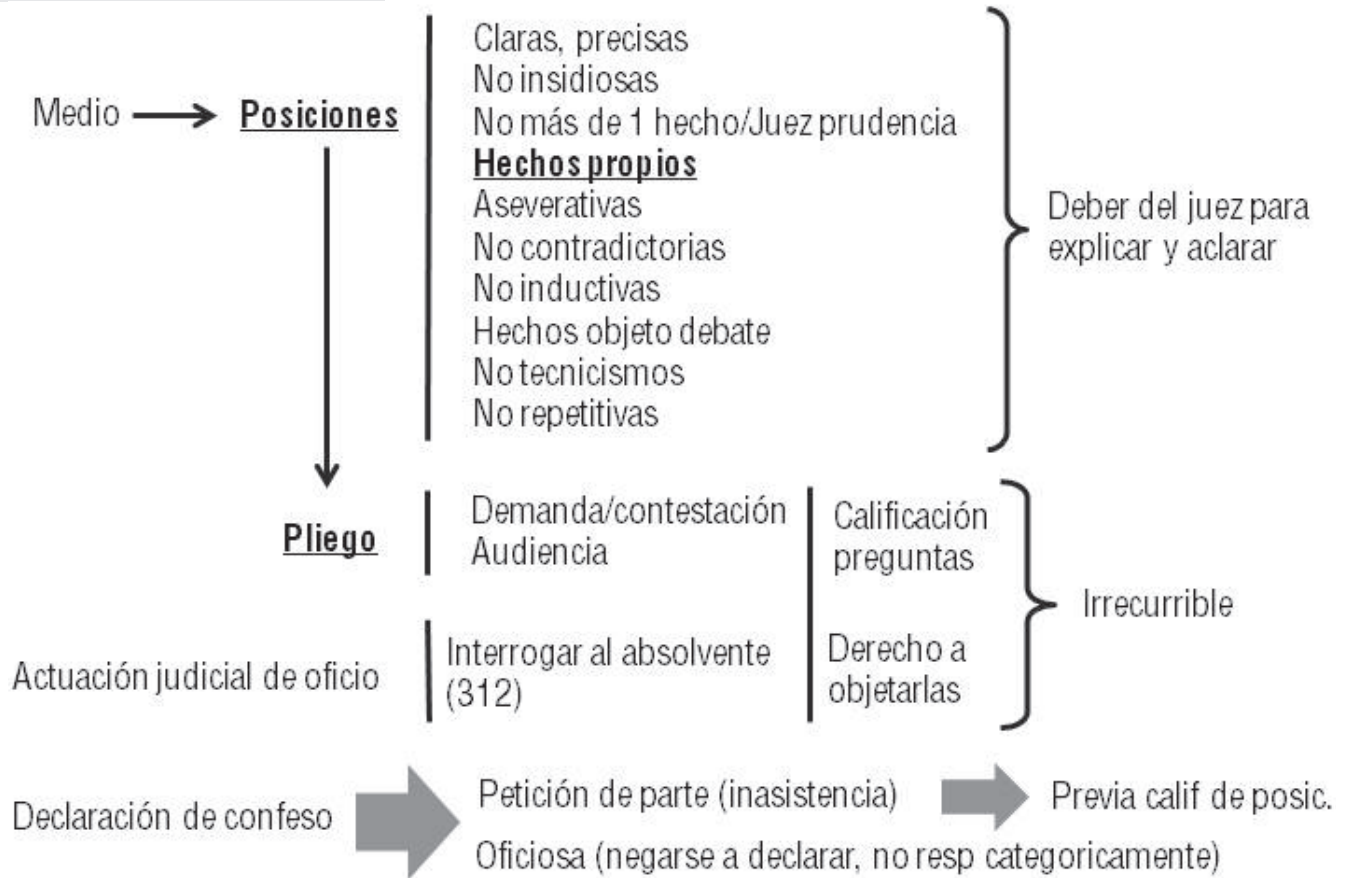 Claras, precisas
No insidiosas
Medio
Posiciones
No más de 1 hecho/Juez prudencia
Hechos propios
Aseverativas
No contradictorias
No inductivas
Hechos objeto debate
No tecnicismos
No repetitivas
Deber del juez para
explicar y aclarar
Pliego
Demanda/contestación
Audiencia
Calificación
preguntas
Irrecurrible
Actuación judicial de oficio
Interrogar al absolvente
(312)
Derecho a
objetarlas
Declaración de confeso
Petición de parte (inasistencia)
Previa calif de posic.
Oficiosa (negarse a declarar, no resp categoricamente)